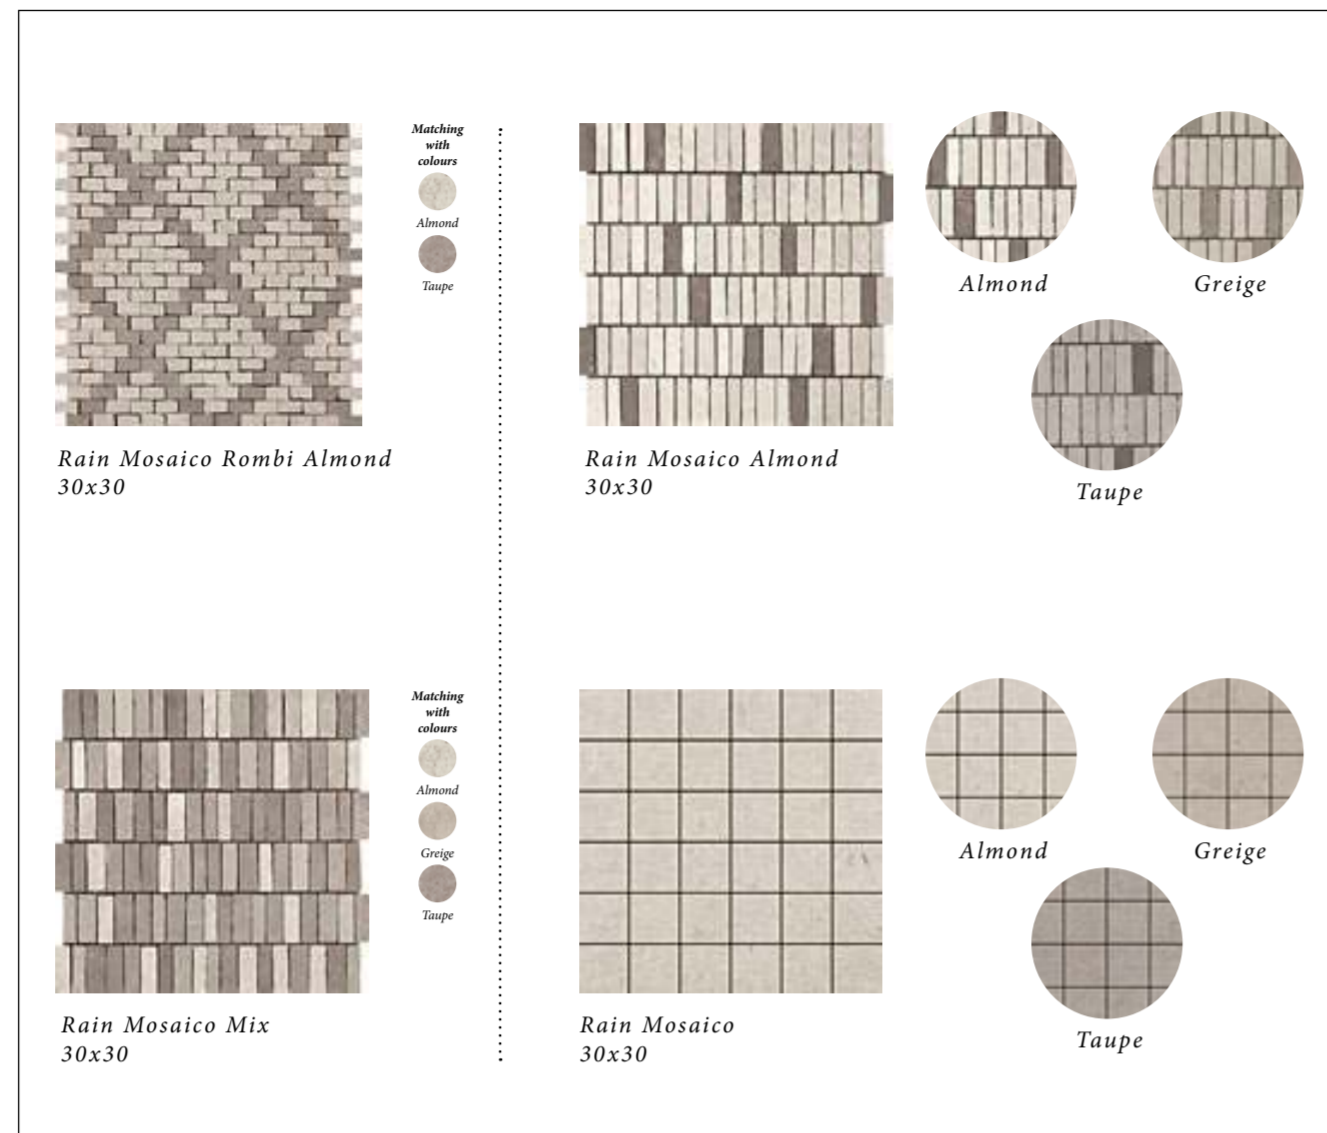 Matching
with
colours
Almond
Taupe
Rain Mosaico Rombi Almond
30x30
Rain Mosaico Almond
30x30
Almond
Greige
Taupe
Matching
with
colours
Almond
Greige
Taupe
Rain Mosaico Mix
30x30
Rain Mosaico
30x30
Almond
Greige
Taupe